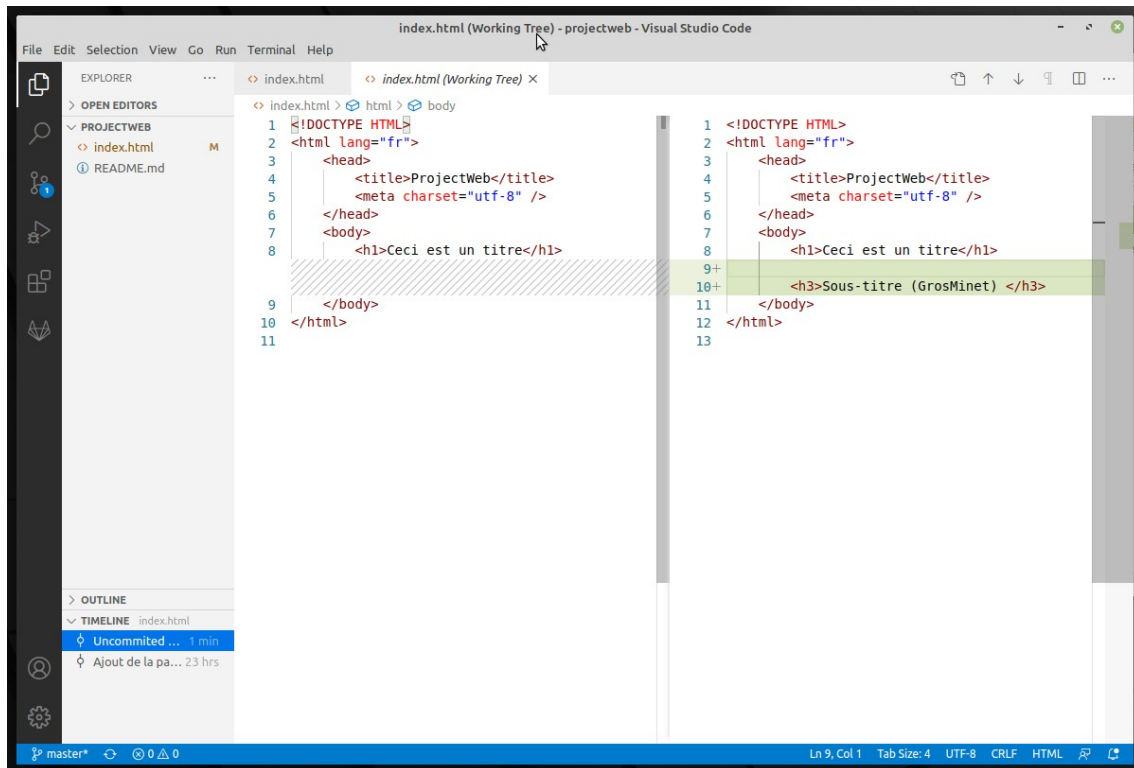 index.html (Working Tree) - projectweb - Visual Studio Code
File Edit Selection View Go Run Terminal Help
EXPLORER ...
OPEN EDITORS
PROJECTWEB
index.html M
README.md
1
OUTLINE
TIMELINE index.html
Uncommited ... 1 min
Ajout de la pa... 23 hrs
index.html
index.html (Working Tree) ×
index.html > html > body
1 <!DOCTYPE HTML>
2 <html lang="fr">
3 <head>
4 <title>ProjectWeb</title>
5 <meta charset="utf-8" />
6 </head>
7 <body>
8 <h1>Ceci est un titre</h1>
9 </body>
10 </html>
11
1 <!DOCTYPE HTML>
2 <html lang="fr">
3 <head>
4 <title>ProjectWeb</title>
5 <meta charset="utf-8" />
6 </head>
7 <body>
8 <h1>Ceci est un titre</h1>
9+
10+ <h3>Sous-titre (GrosMinet) </h3>
11 </body>
12 </html>
13
master* 0 0
Ln 9, Col 1 Tab Size: 4 UTF-8 CRLF HTML